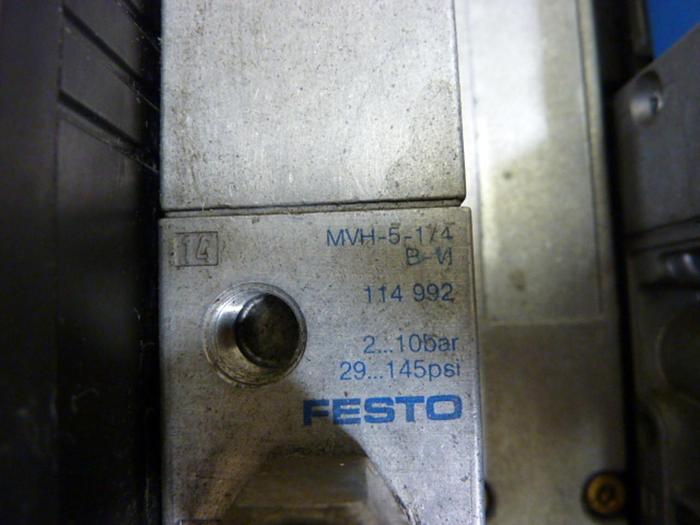 14
MVH-5-1/4
B-VI
114 992
2...10bar
29...145psi
FESTO